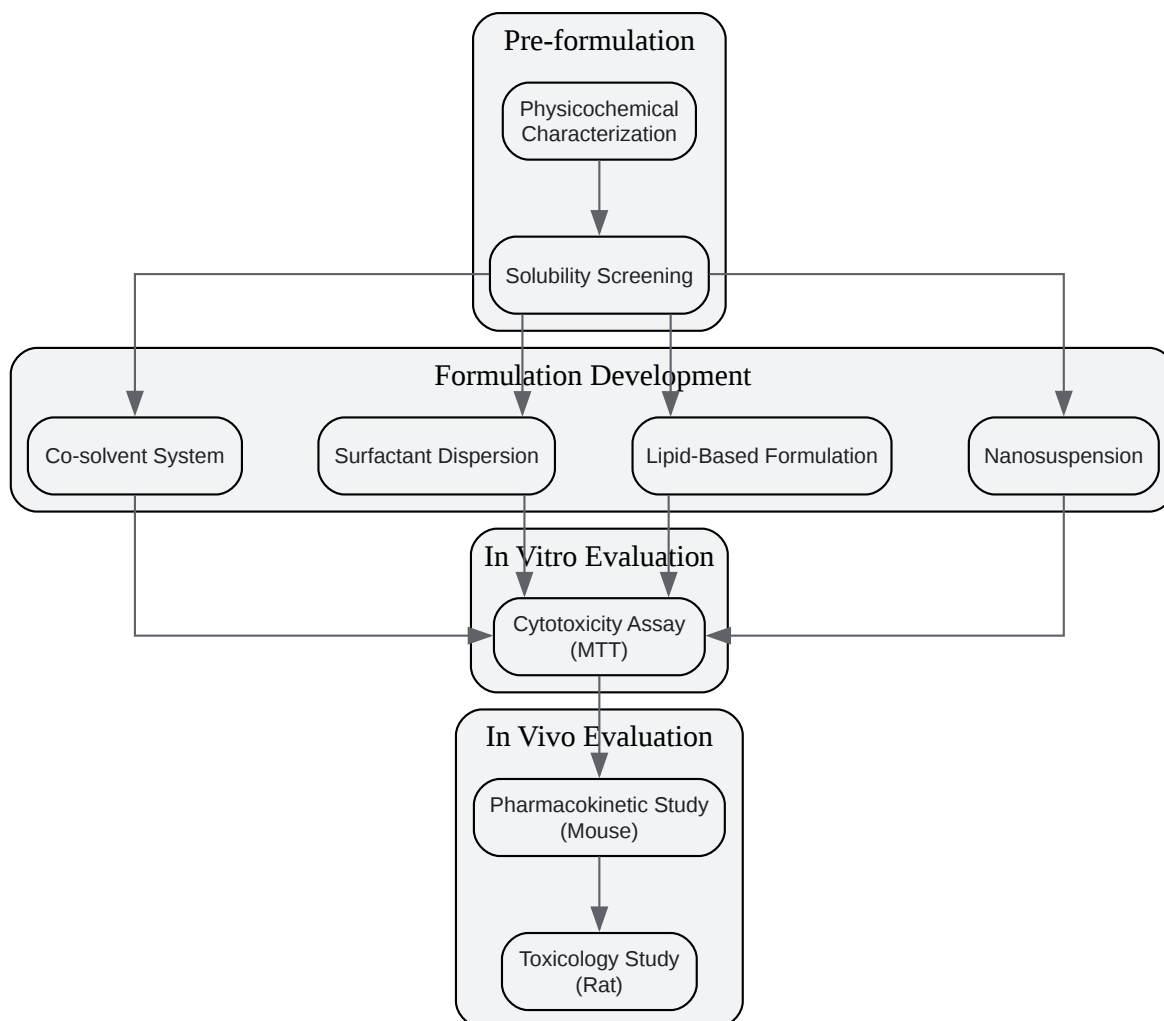 Pre-formulation
Physicochemical
Characterization
Solubility Screening
Formulation Development
Co-solvent System
Surfactant Dispersion
Lipid-Based Formulation
Nanosuspension
In Vitro Evaluation
Cytotoxicity Assay
(MTT)
In Vivo Evaluation
Pharmacokinetic Study
(Mouse)
Toxicology Study
(Rat)